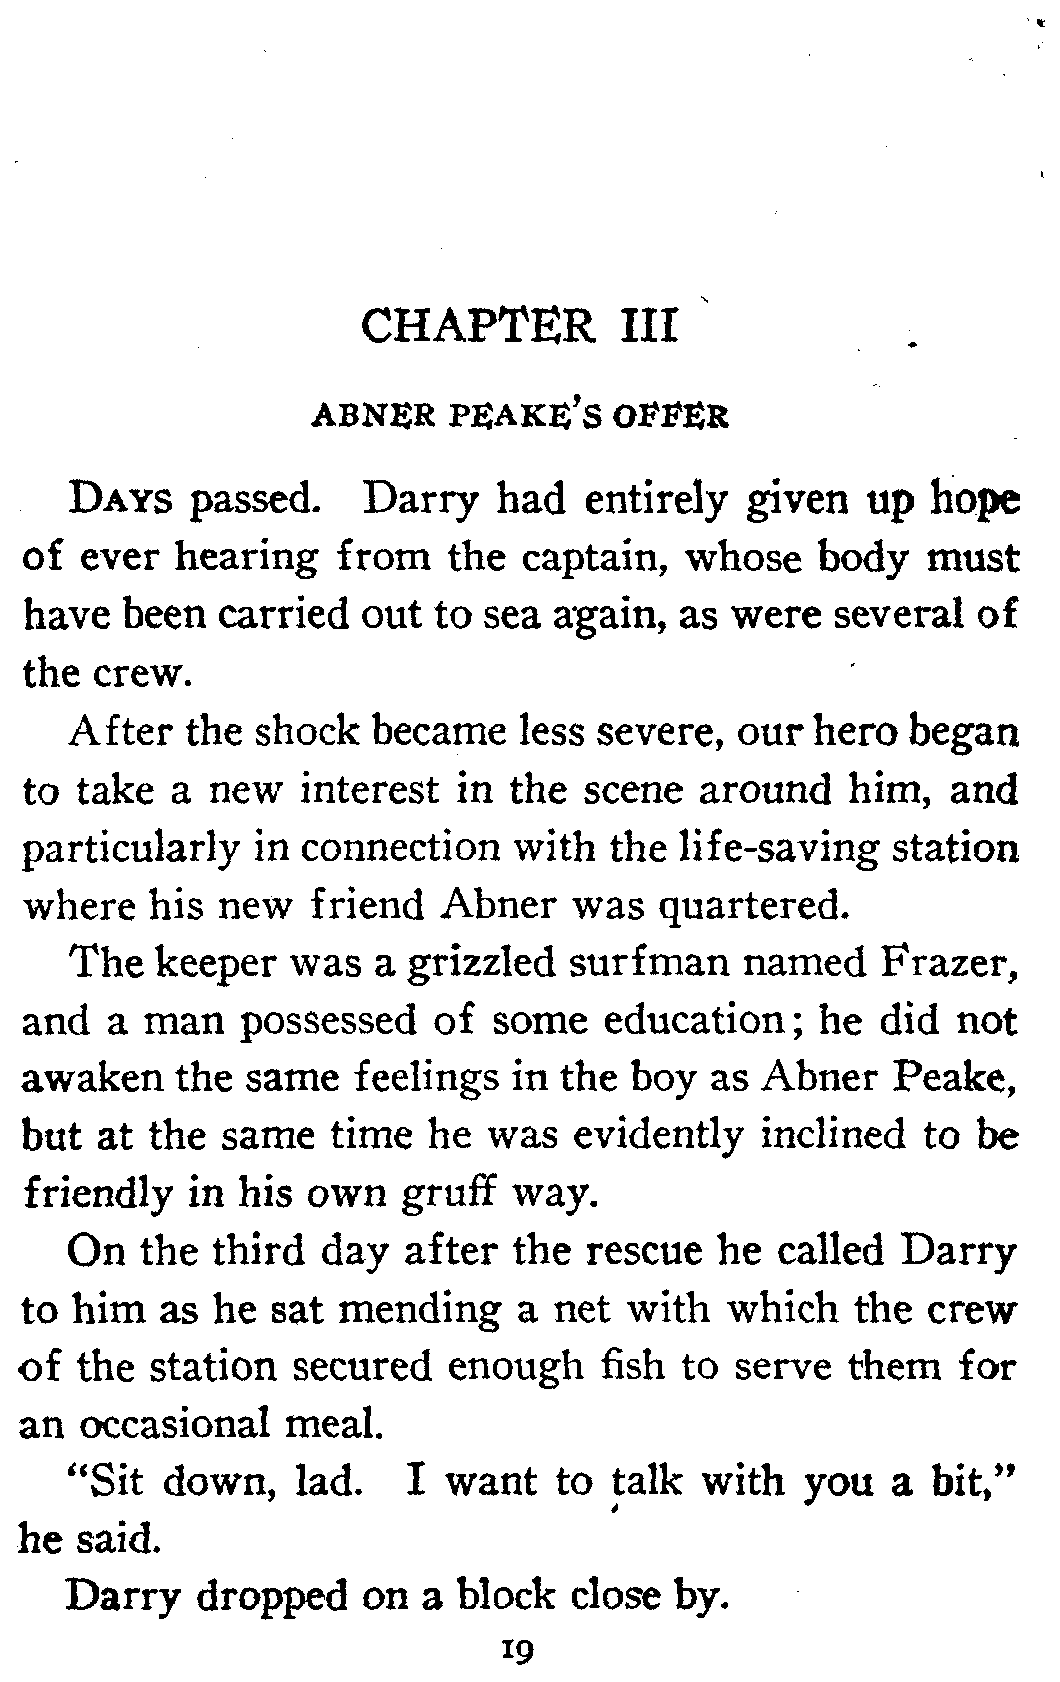 CHAPTER III
ABNER PEAKE'S OFFER
DAYS passed. Darry had entirely given up hope
of ever hearing from the captain, whose body must
have been carried out to sea again, as were several of
the crew.
After the shock became less severe, our hero began
to take a new interest in the scene around him, and
particularly in connection with the life-saving station
where his new friend Abner was quartered.
The keeper was a grizzled surfman named Frazer,
and a man possessed of some education; he did not
awaken the same feelings in the boy as Abner Peake,
but at the same time he was evidently inclined to be
friendly in his own gruff way.
On the third day after the rescue he called Darry
to him as he sat mending a net with which the crew
of the station secured enough fish to serve them for
an occasional meal.
"Sit down, lad. I want to talk with you a bit,"
he said.
Darry dropped on a block close by.
19